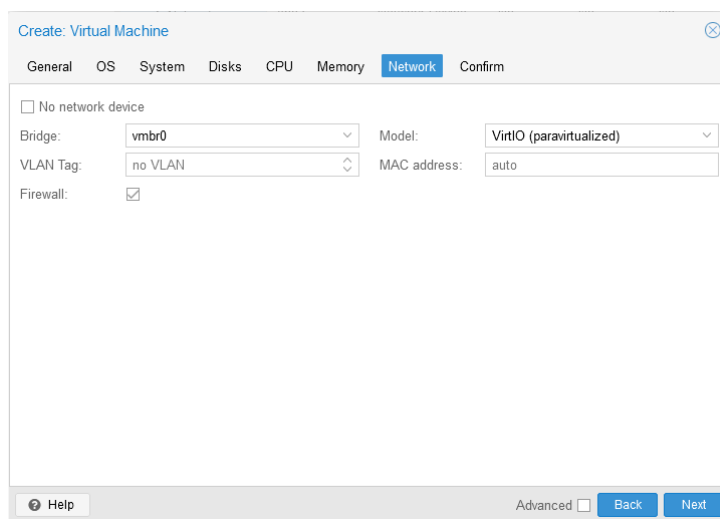 Create: Virtual Machine
General OS System Disks CPU Memory Network Confirm
No network device
Bridge: vmbr0 Model: VirtIO (paravirtualized)
VLAN Tag: no VLAN MAC address: auto
Firewall:
Help Advanced Back Next